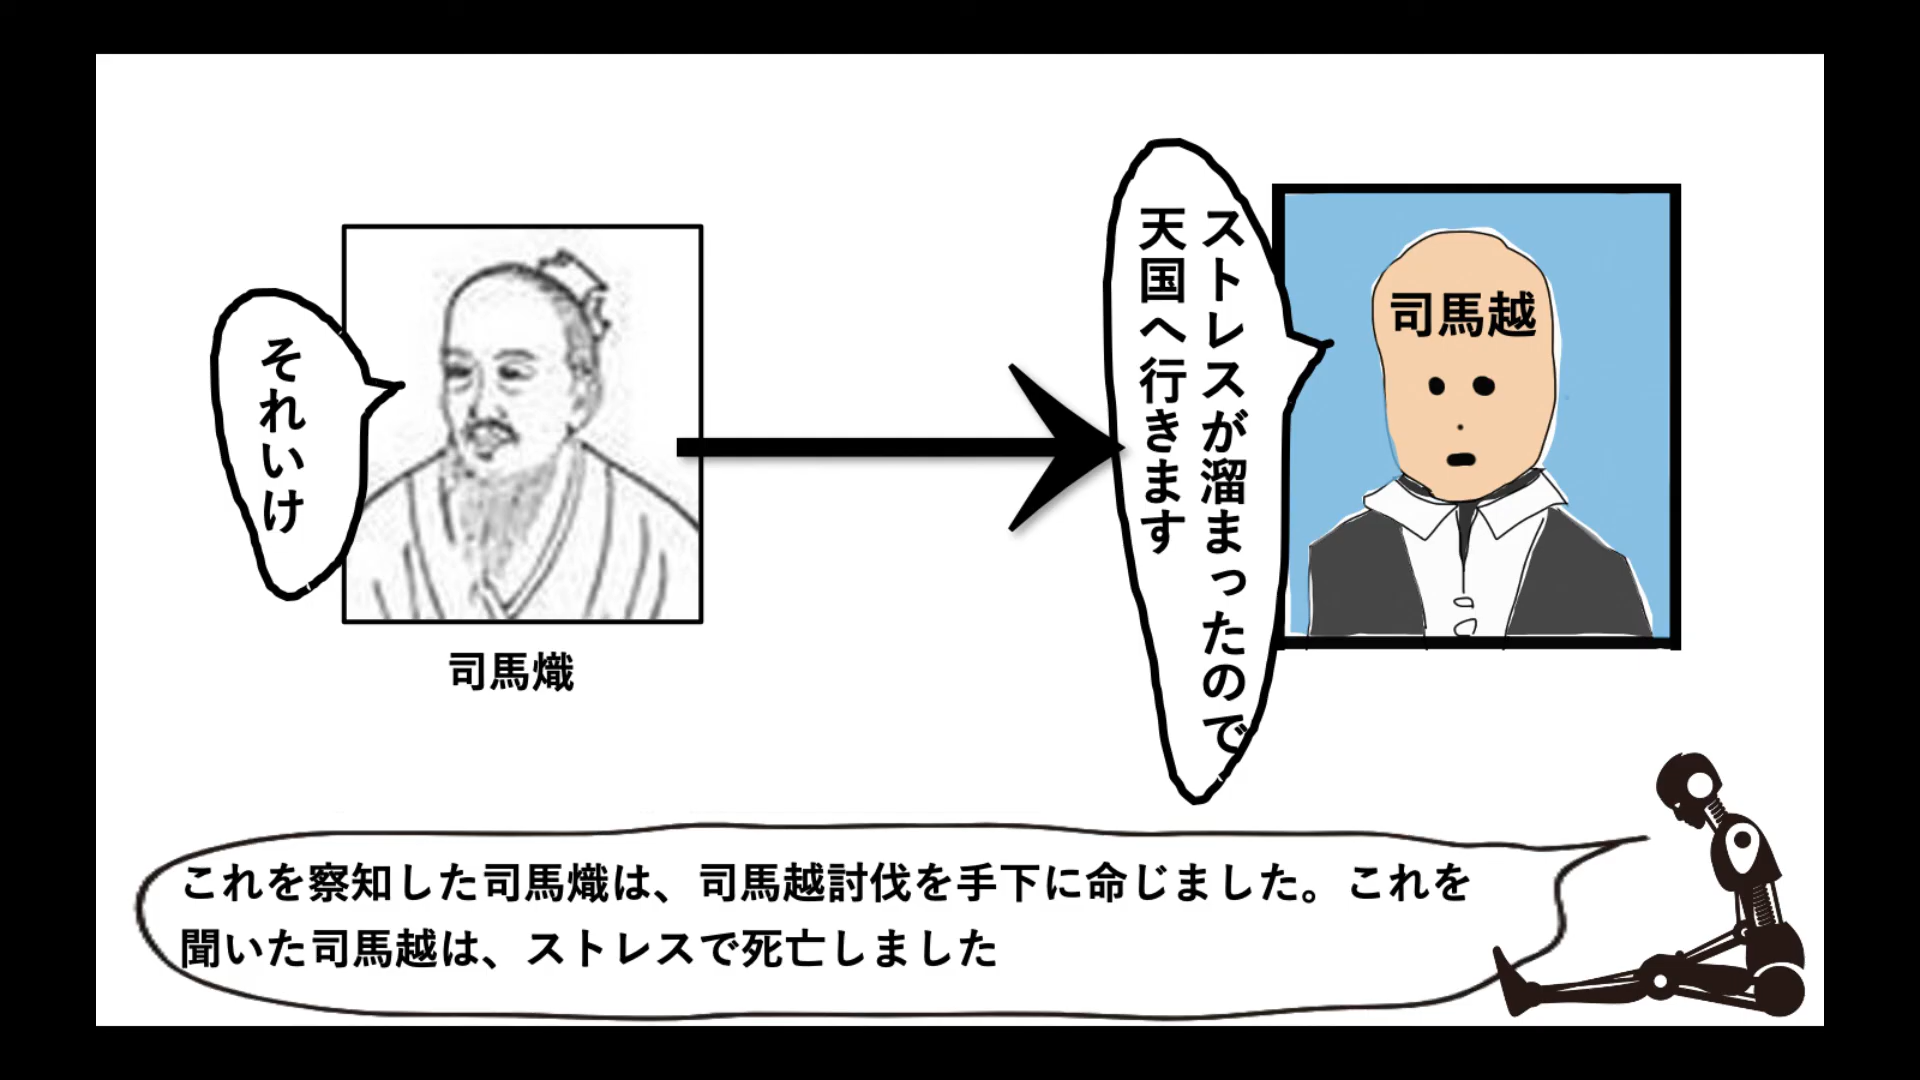 それいけ
司馬熾
ストレスが溜まったので
天国へ行きます
司馬越
これを察知した司馬熾は、司馬越討伐を手下に命じました。これを
聞いた司馬越は、ストレスで死亡しました